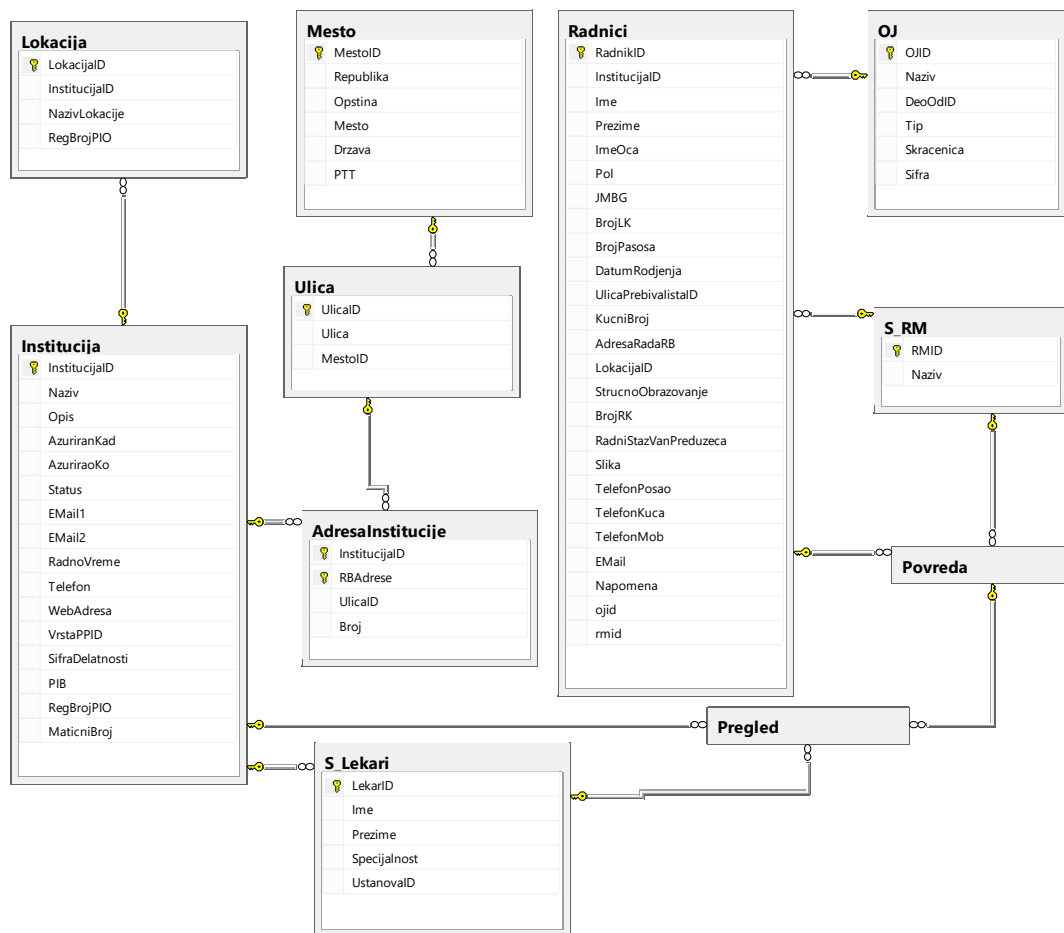 Lokacija
LokacijaID
InstitucijaID
NazivLokacije
RegBrojPIO
Mesto
MestoID
Republika
Opstina
Mesto
Drzava
PTT
Radnici
RadnikID
InstitucijaID
Ime
Prezime
ImeOca
Pol
JMBG
BrojLK
BrojPasosa
DatumRodjenja
UlicaPrebivalistaID
KucniBroj
AdresaRadaRB
LokacijaID
StrucnoObrazovanje
BrojRK
RadniStazVanPreduzeca
Slika
TelefonPosao
TelefonKuca
TelefonMob
EMail
Napomena
ojid
rmid
OJ
OJID
Naziv
DeoOdID
Tip
Skracenica
Sifra
Ulica
UlicaID
Ulica
MestoID
S_RM
RMID
Naziv
Institucija
InstitucijaID
Naziv
Opis
AzuriranKad
AzuriraoKo
Status
EMail1
EMail2
RadnoVreme
Telefon
WebAdresa
VrstaPPID
SifraDelatnosti
PIB
RegBrojPIO
MaticniBroj
AdresaInstitucije
InstitucijaID
RBAdrese
UlicaID
Broj
Povreda
Pregled
S_Lekari
LekarID
Ime
Prezime
Specijalnost
UstanovaID